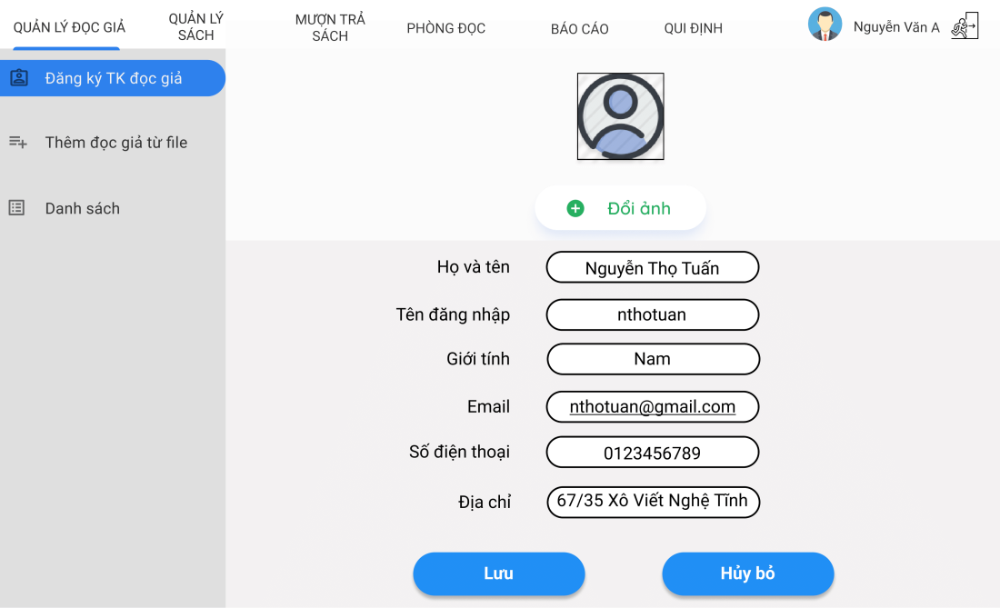 QUẢN LÝ ĐỌC GIẢ
QUẢN LÝ
SÁCH
MƯỢN TRẢ
SÁCH
PHÒNG ĐỌC
BÁO CÁO
QUI ĐỊNH
Nguyễn Văn A
Đăng ký TK đọc giả
Thêm đọc giả từ file
Danh sách
Đổi ảnh
Họ và tên
Nguyễn Thọ Tuấn
Tên đăng nhập
nthotuan
Giới tính
Nam
Email
nthotuan@gmail.com
Số điện thoại
0123456789
Địa chỉ
67/35 Xô Viết Nghệ Tĩnh
Lưu
Hủy bỏ